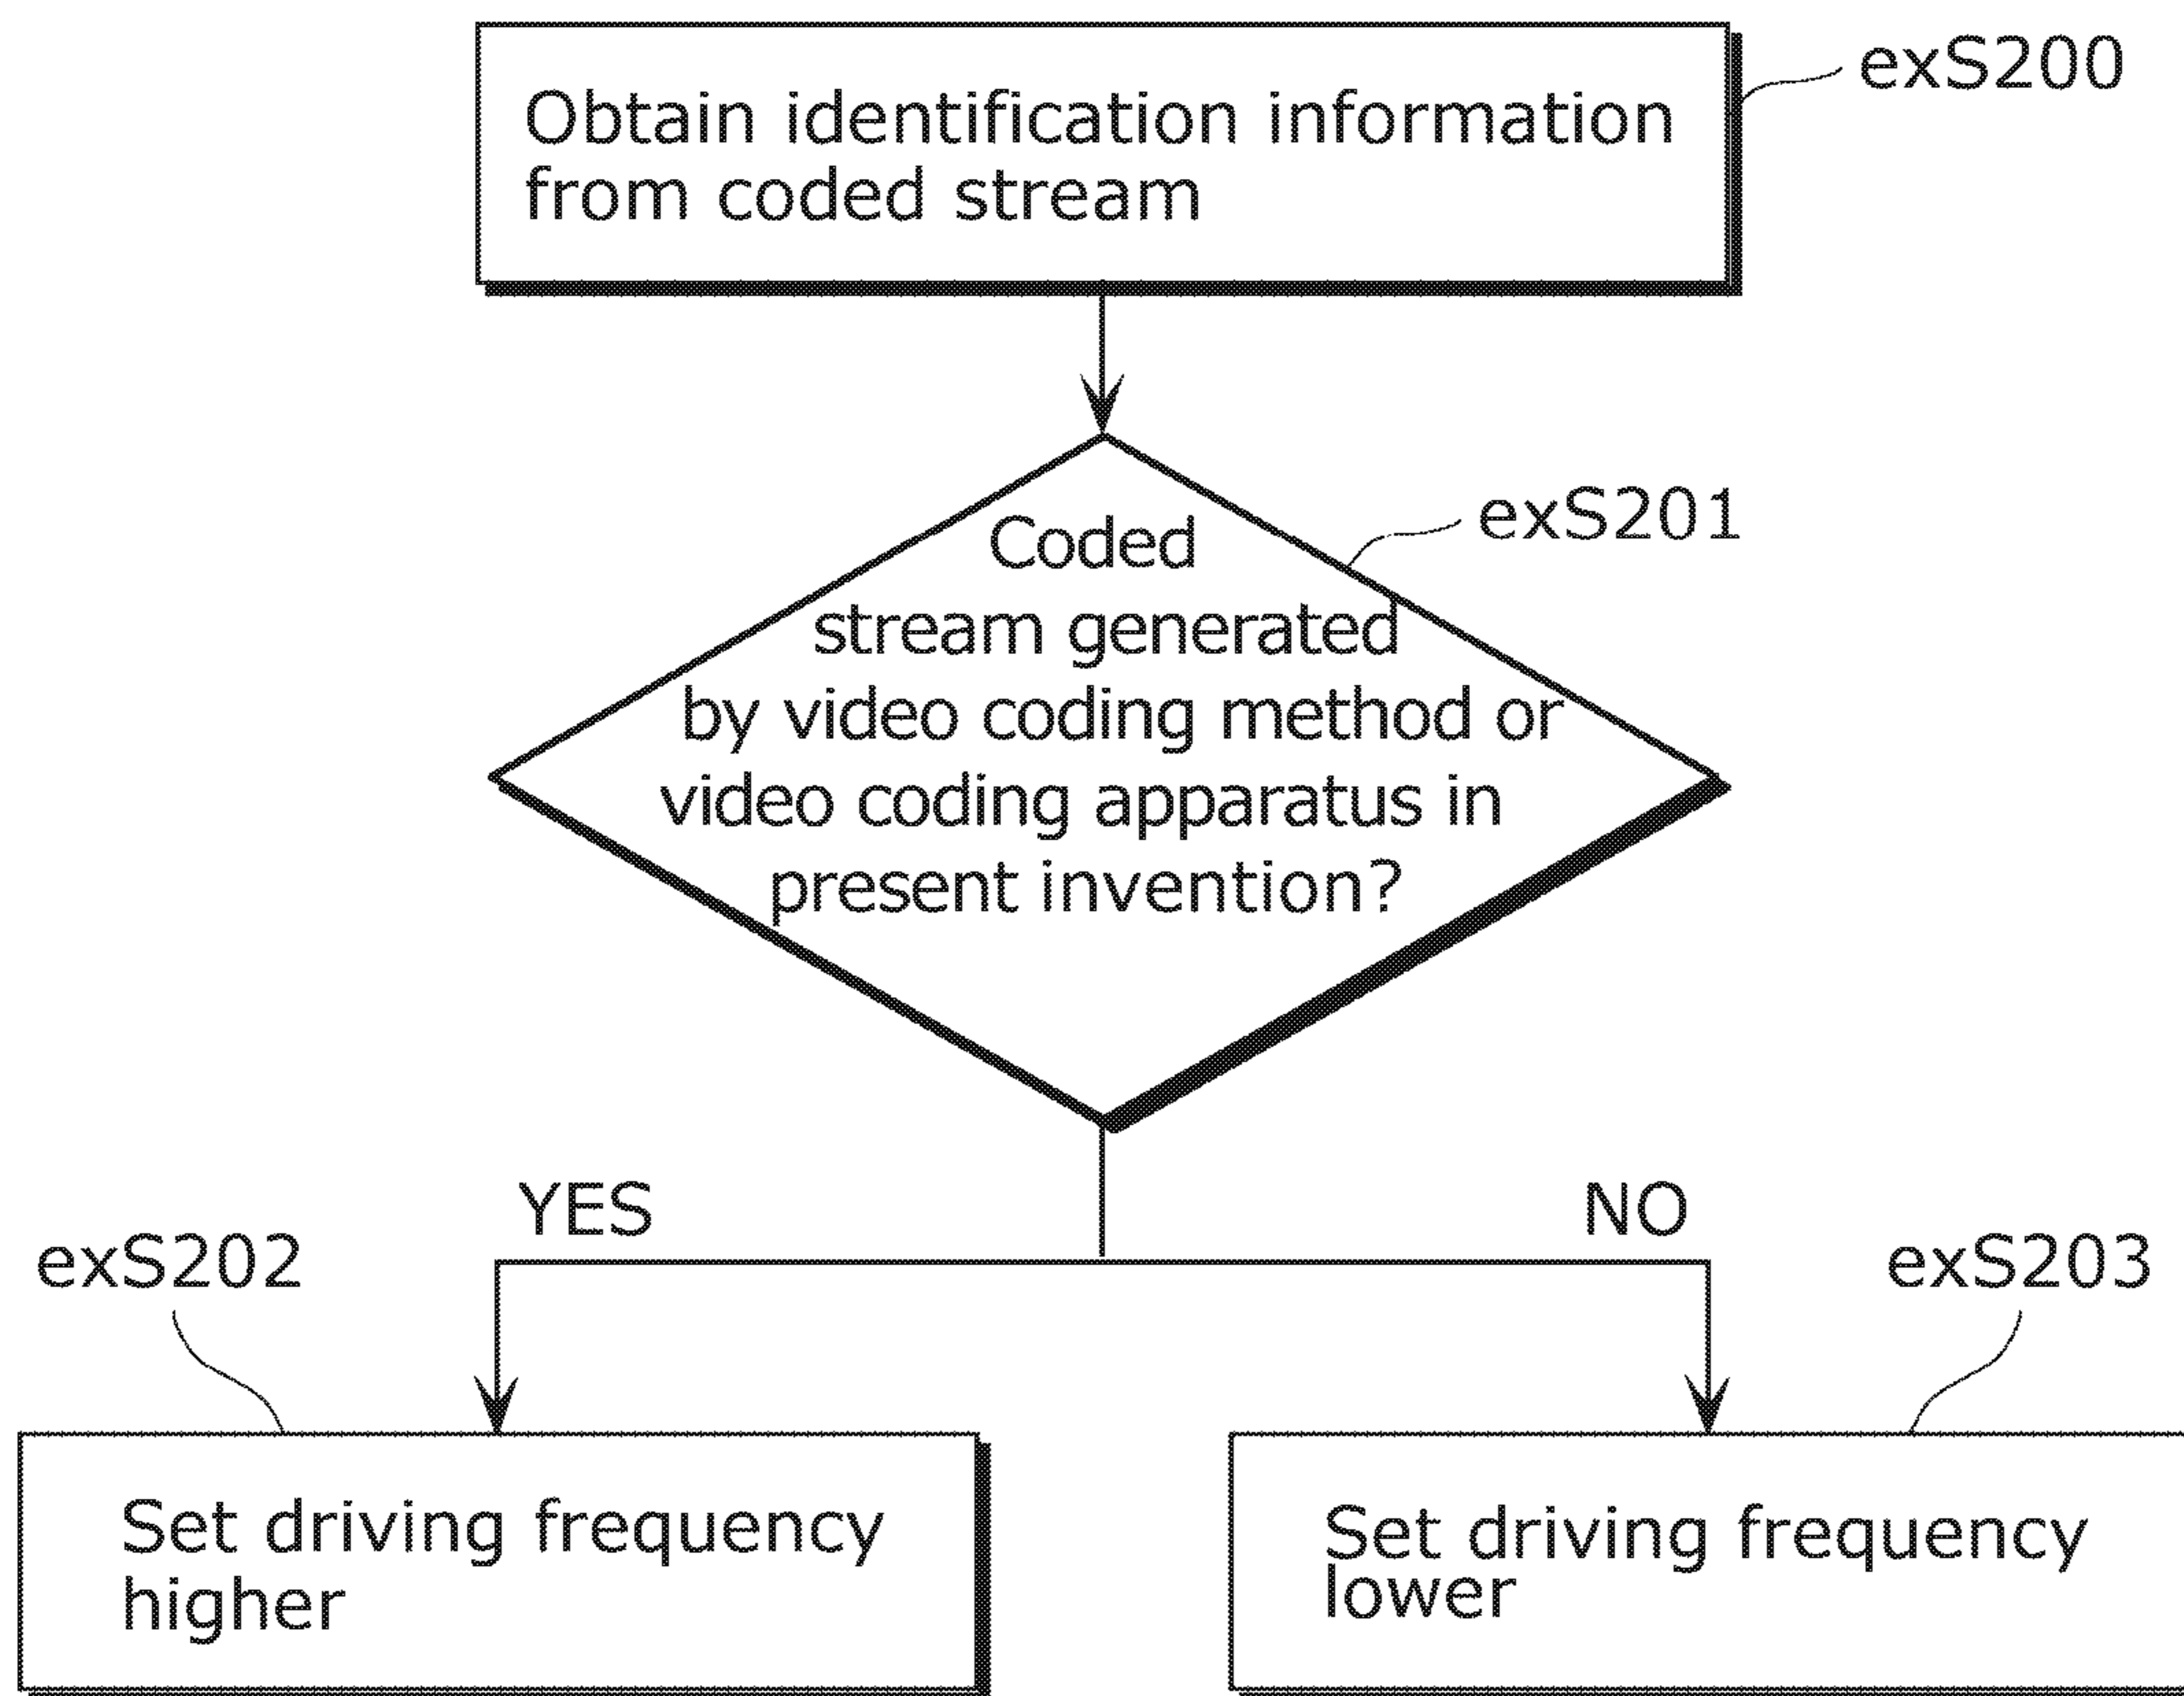 exS200
Obtain identification information
from coded stream
exS201
Coded
stream generated
by video coding method or
video coding apparatus in
present invention?
YES
NO
exS202
exS203
Set driving frequency
higher
Set driving frequency
lower